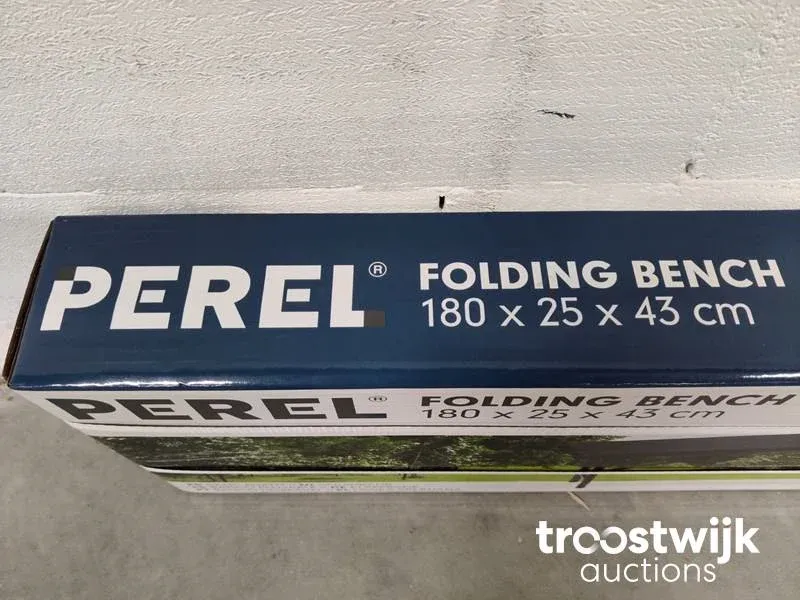 PEREL® FOLDING BENCH
180 x 25 x 43 cm
PEREL® FOLDING BENCH
180 x 25 x 43 cm
troostwijk
auctions